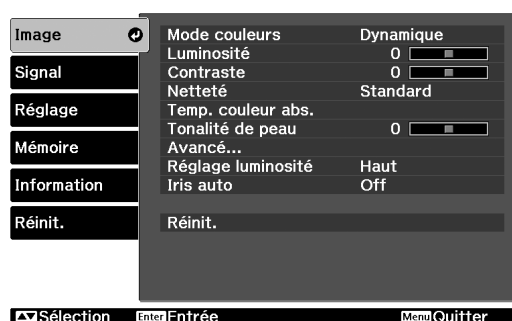 Image
Signal
Réglage
Mémoire
Information
Réinit.
Mode couleurs Dynamique
Luminosité 0
Contraste 0
Netteté Standard
Temp. couleur abs.
Tonalité de peau 0
Avancé...
Réglage luminosité Haut
Iris auto Off
Réinit.
Sélection Enter Entrée Menu Quitter